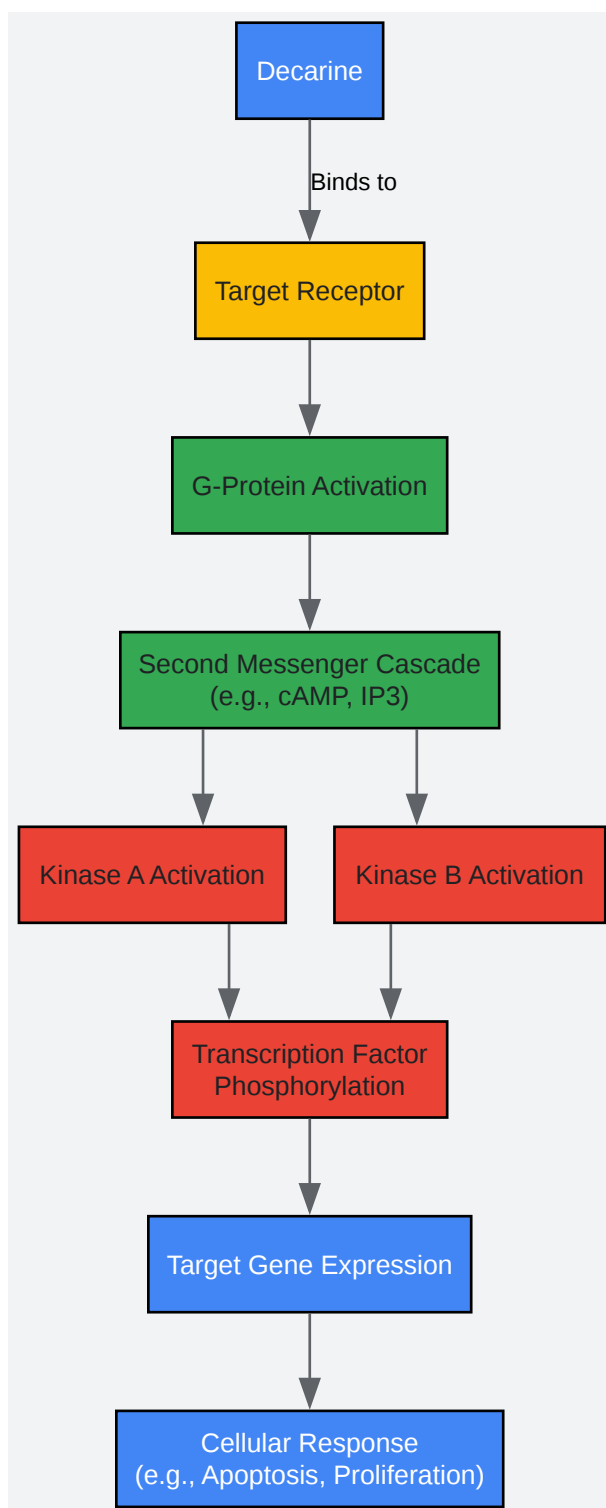 Decarine
Binds to
Target Receptor
G-Protein Activation
Second Messenger Cascade
(e.g., cAMP, IP3)
Kinase A Activation
Kinase B Activation
Transcription Factor
Phosphorylation
Target Gene Expression
Cellular Response
(e.g., Apoptosis, Proliferation)